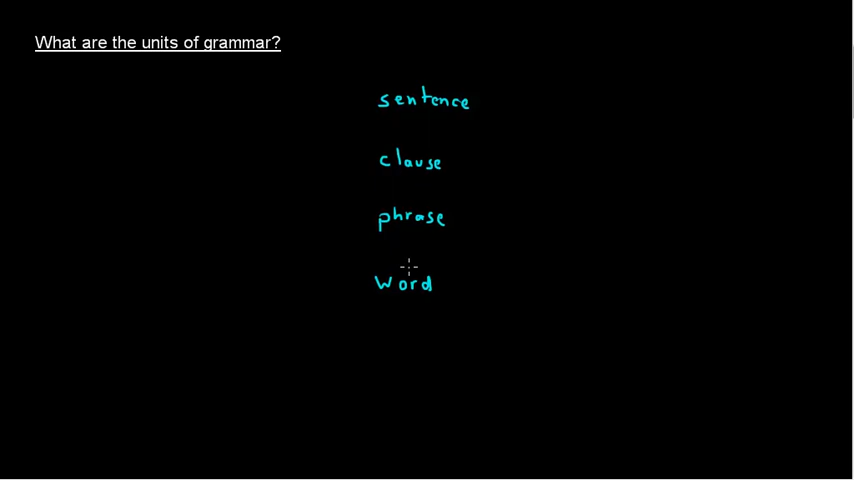 What are the units of grammar?
sentence
clause
phrase
word